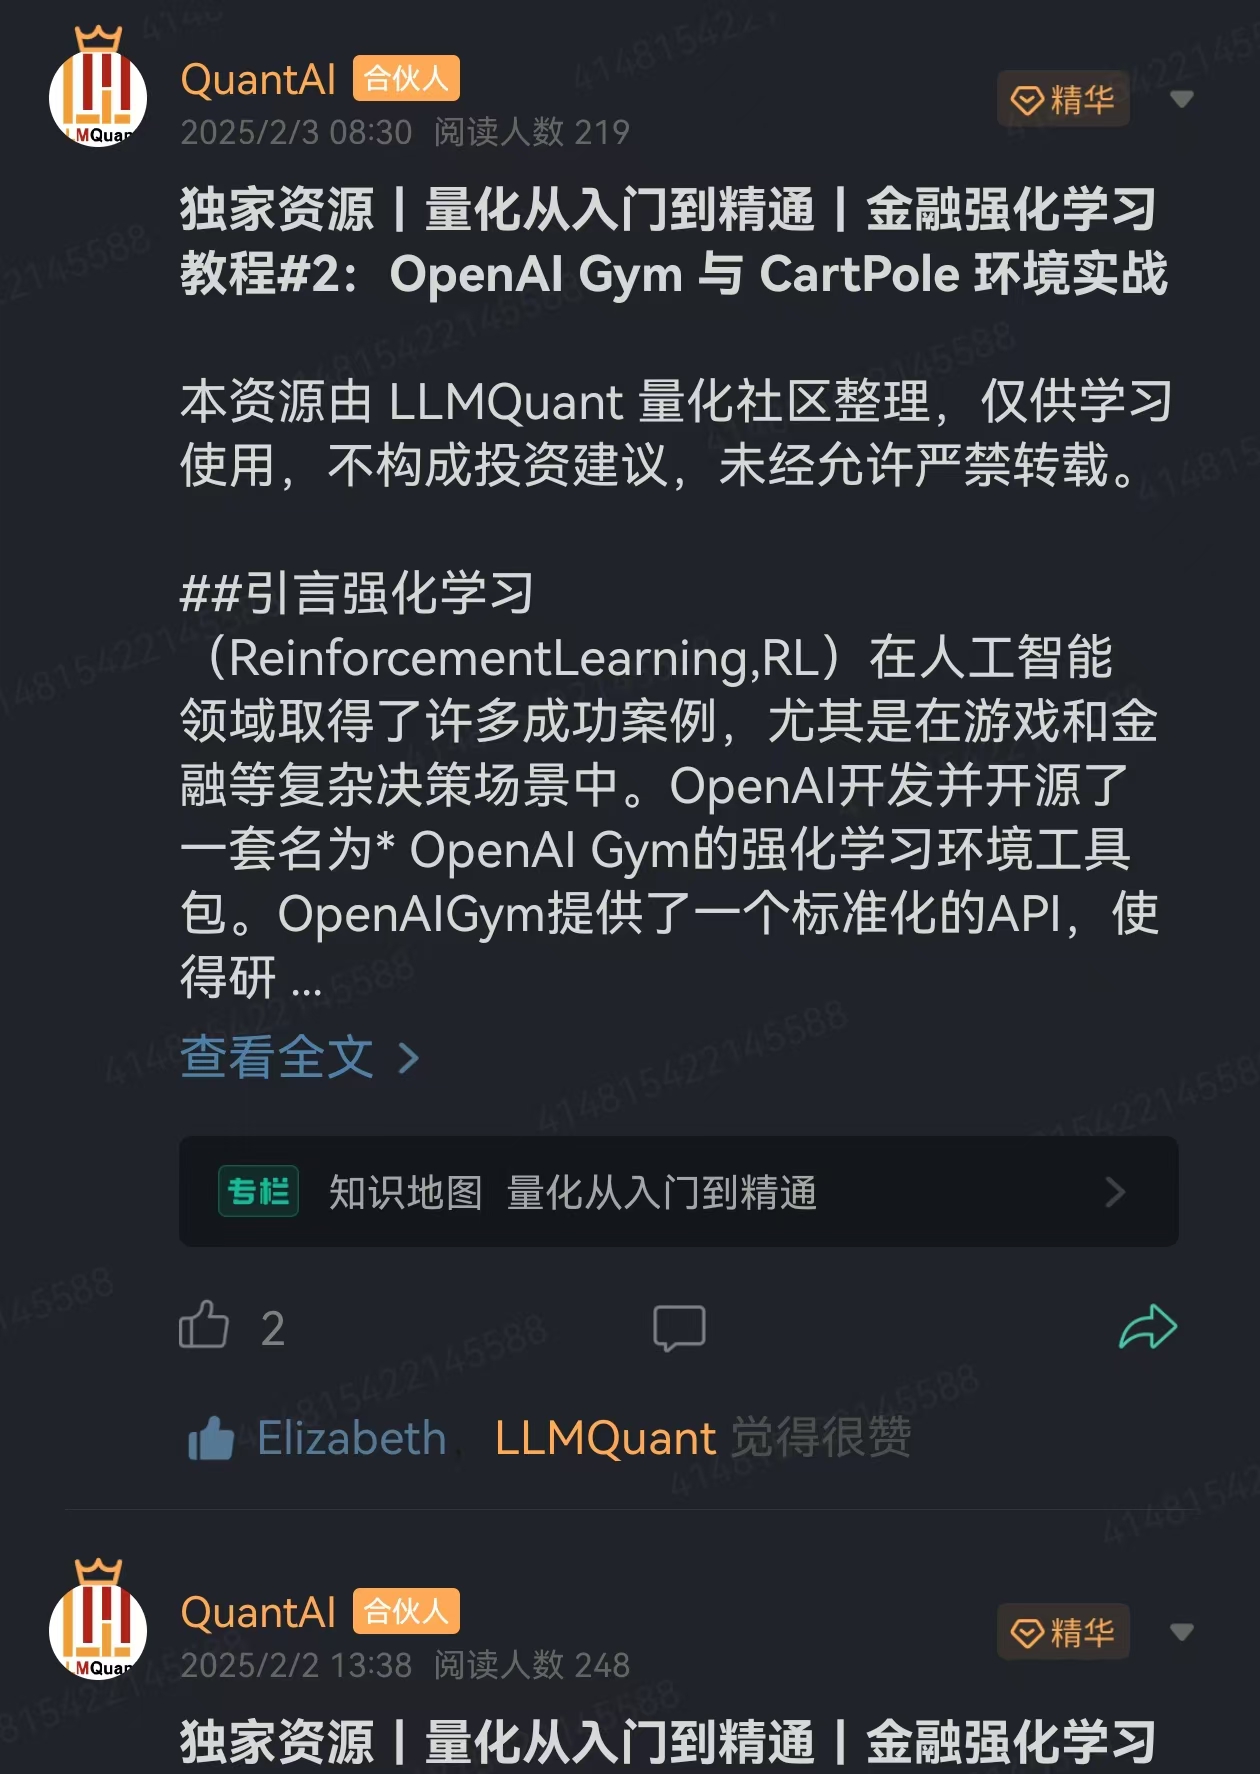 QuantAI 合伙人
精华
2025/2/3 08:30 阅读人数 219
独家资源｜量化从入门到精通｜金融强化学习
教程#2：OpenAI Gym 与 CartPole 环境实战
本资源由 LLMQuant 量化社区整理，仅供学习
使用，不构成投资建议，未经允许严禁转载。
##引言强化学习
（ReinforcementLearning,RL）在人工智能
领域取得了许多成功案例，尤其是在游戏和金
融等复杂决策场景中。OpenAI开发并开源了
一套名为* OpenAI Gym的强化学习环境工具
包。OpenAIGym提供了一个标准化的API，使
得研 ...
查看全文
专栏 知识地图 量化从入门到精通
2
Elizabeth，LLMQuant 觉得很赞
QuantAI 合伙人
精华
2025/2/2 13:38 阅读人数 248
独家资源｜量化从入门到精通｜金融强化学习
414815422145588